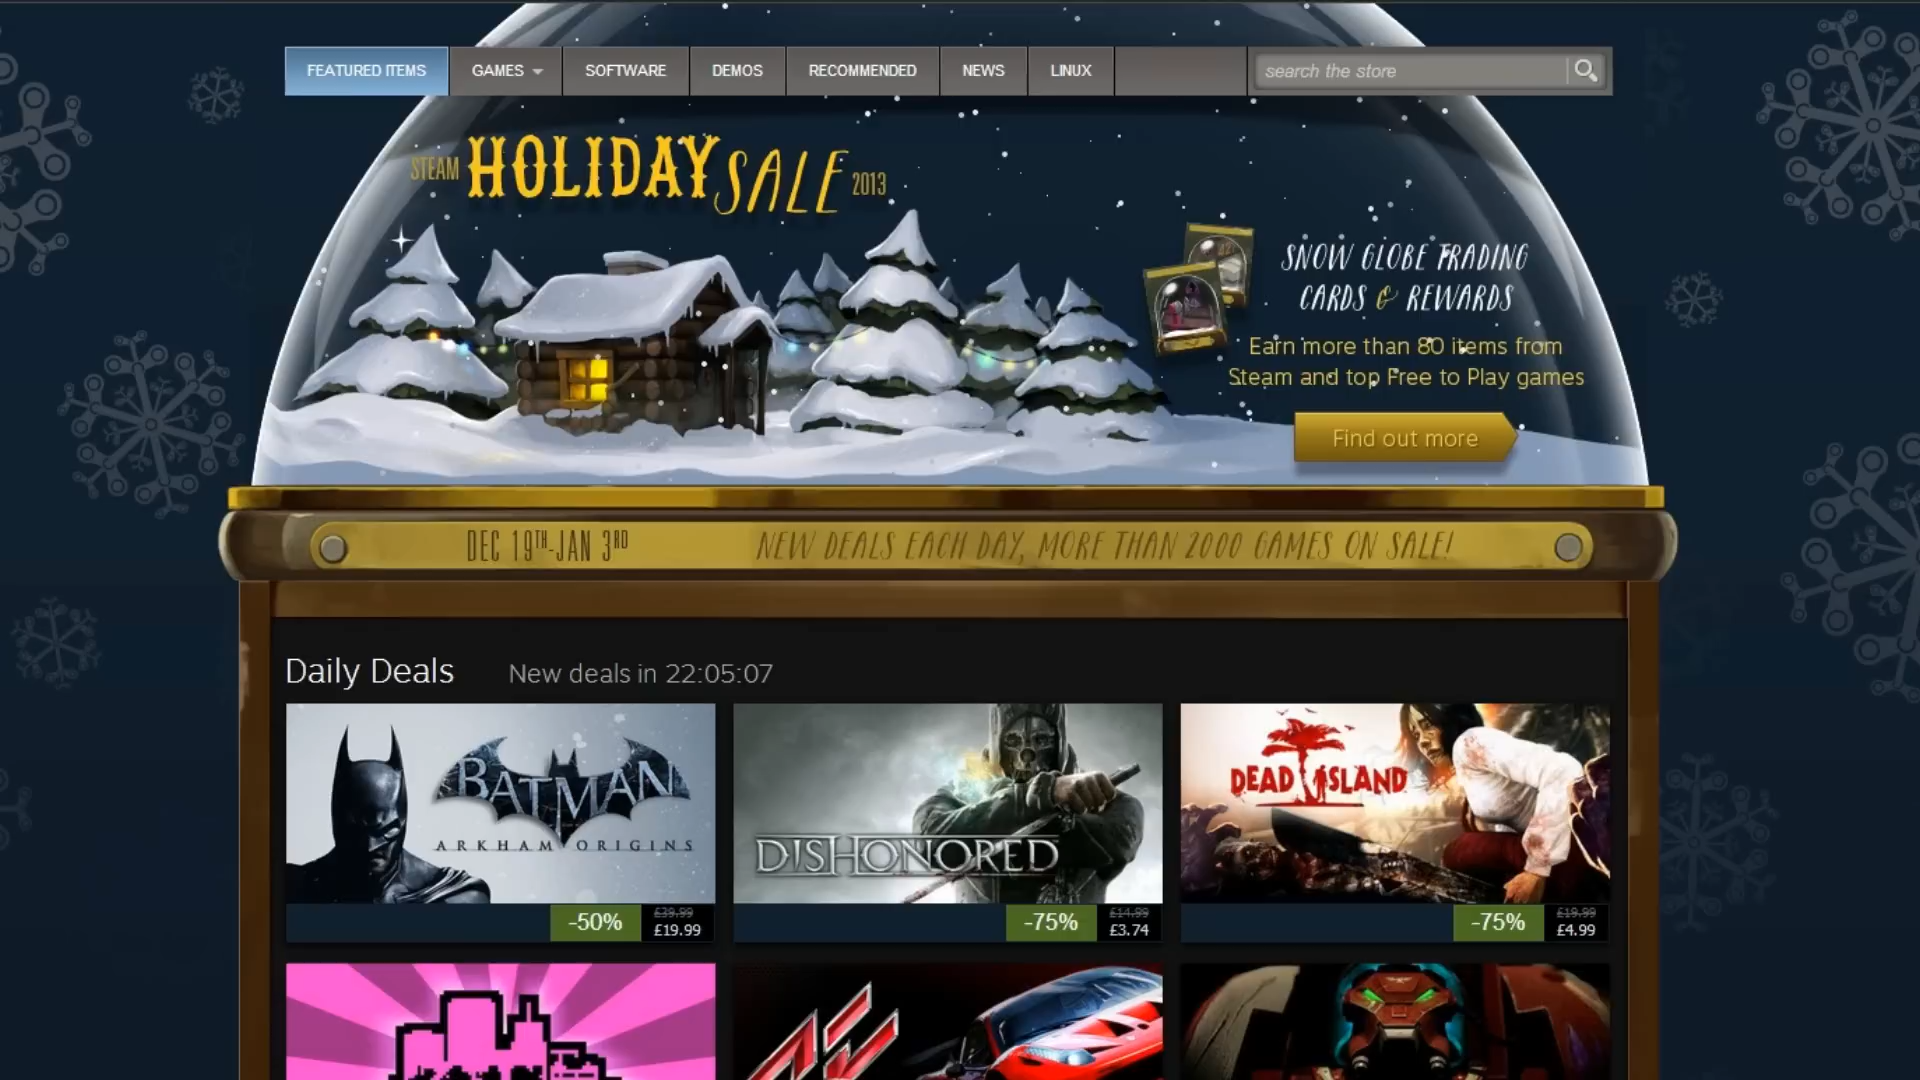 FEATURED ITEMS GAMES SOFTWARE DEMOS RECOMMENDED NEWS LINUX search the store
STEAM HOLIDAY SALE 2013
SNOW GLOBE TRADING
CARDS & REWARDS
Earn more than 80 items from
Steam and top Free to Play games
Find out more
DEC 19TH-JAN 3RD NEW DEALS EACH DAY, MORE THAN 2000 GAMES ON SALE!
Daily Deals New deals in 22:05:07
BATMAN
ARKHAM ORIGINS
DISHONORED
DEAD ISLAND
-50% £39.99
£19.99
-75% £14.99
£3.74
-75% £19.99
£4.99